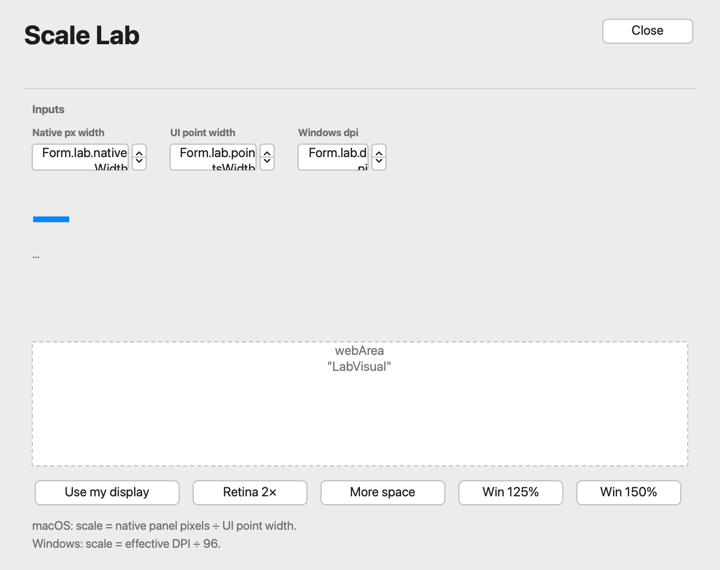 Scale Lab
Close
Inputs
Native px width
UI point width
Windows dpi
Form.lab.native
Width
Form.lab.poin
tsWidth
Form.lab.d
pi
...
webArea
"LabVisual"
Use my display
Retina 2×
More space
Win 125%
Win 150%
macOS: scale = native panel pixels ÷ UI point width.
Windows: scale = effective DPI ÷ 96.